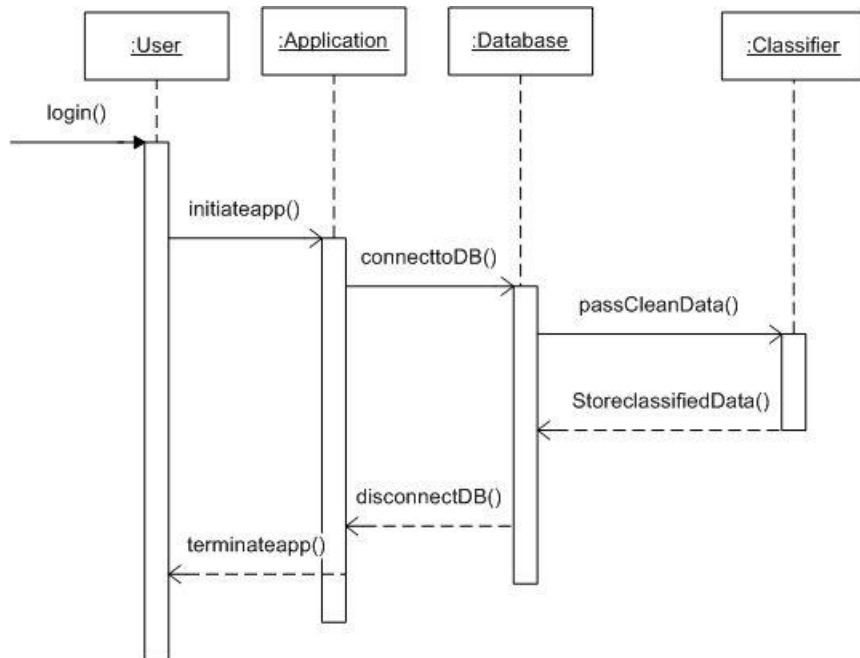 :User
:Application
:Database
:Classifier
login()
initiateapp()
connecttoDB()
passCleanData()
StoreclassifiedData()
disconnectDB()
terminateapp()